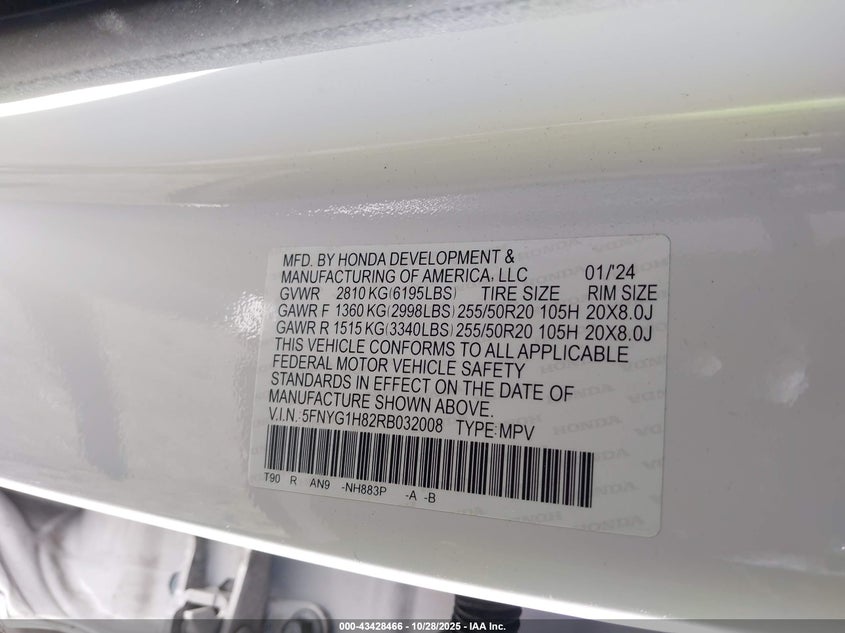 MFD. BY HONDA DEVELOPMENT &
MANUFACTURING OF AMERICA, LLC 01/'24
GVWR 2810 KG(6195LBS) TIRE SIZE RIM SIZE
GAWR F 1360 KG(2998LBS) 255/50R20 105H 20X8.0J
GAWR R 1515 KG(3340LBS) 255/50R20 105H 20X8.0J
THIS VEHICLE CONFORMS TO ALL APPLICABLE
FEDERAL MOTOR VEHICLE SAFETY
STANDARDS IN EFFECT ON THE DATE OF
MANUFACTURE SHOWN ABOVE.
V.I.N. 5FNYG1H82RB032008 TYPE:MPV
T90 R AN9 -NH883P -A -B
000-43428466 - 10/28/2025 - IAA Inc.